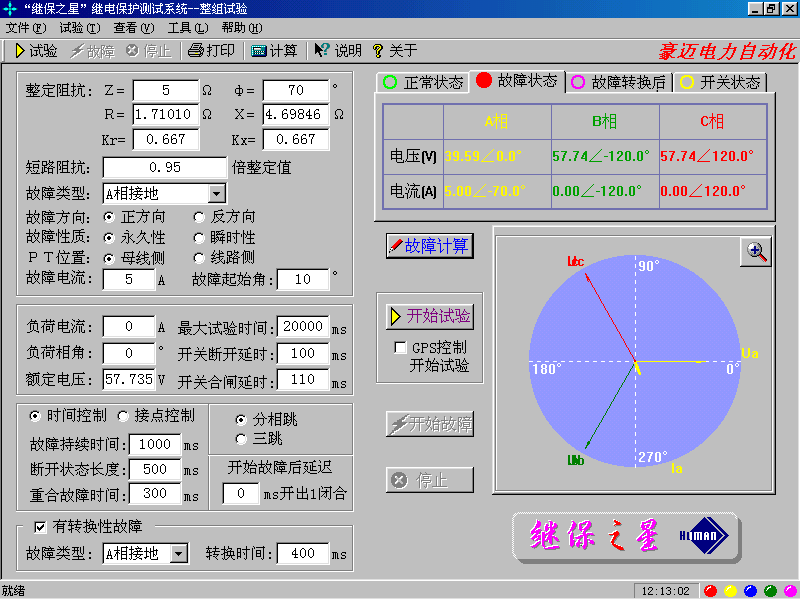 “继保之星”继电保护测试系统--整组试验
文件(F) 试验(T) 查看(V) 工具(L) 帮助(H)
试验 故障 停止 打印 计算 说明 关于 豪迈电力自动化
整定阻抗: Z= 5 Ω Φ= 70 °
R= 1.71010 Ω X= 4.69846 Ω
Kr= 0.667 Kx= 0.667
短路阻抗: 0.95 倍整定值
故障类型: A相接地
故障方向: 正方向 反方向
故障性质: 永久性 瞬时性
PT位置: 母线侧 线路侧
故障电流: 5 A 故障起始角: 10 °
负荷电流: 0 A 最大试验时间: 20000 ms
负荷相角: 0 ° 开关断开延时: 100 ms
额定电压: 57.735 V 开关合闸延时: 110 ms
时间控制 接点控制
故障持续时间: 1000 ms
断开状态长度: 500 ms
重合故障时间: 300 ms
分相跳
三跳
开始故障后延迟
0 ms开出1闭合
有转换性故障
故障类型: A相接地 转换时间: 400 ms
正常状态 故障状态 故障转换后 开关状态
A相 B相 C相
电压(V) 39.59∠0.0° 57.74∠-120.0° 57.74∠120.0°
电流(A) 5.00∠-70.0° 0.00∠-120.0° 0.00∠120.0°
故障计算
开始试验
GPS控制
开始试验
开始故障
停止
90°
Ua
180°
0°
270°
Ia
继保之星
就绪
12:13:02